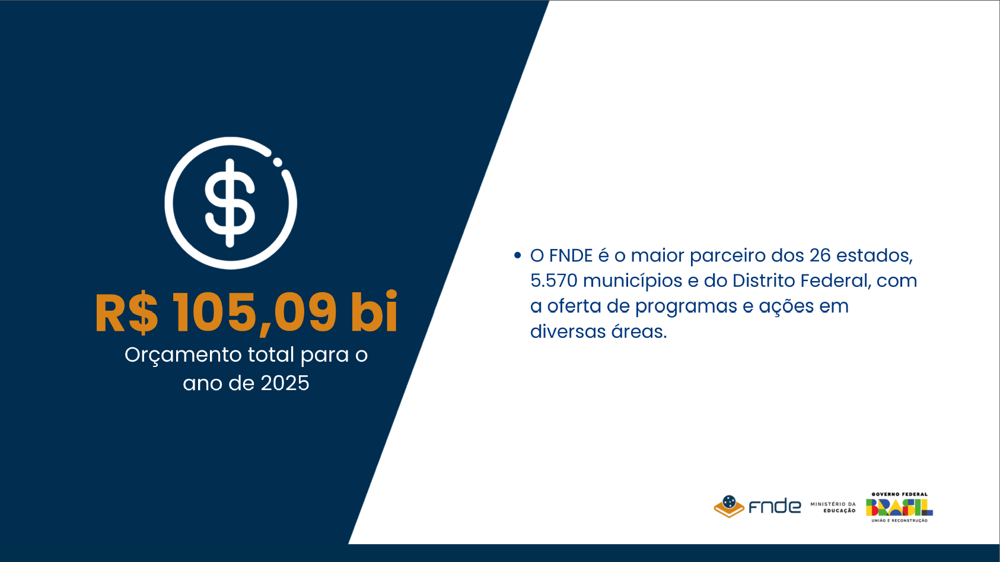 R$ 105,09 bi
Orçamento total para o
ano de 2025
• O FNDE é o maior parceiro dos 26 estados,
5.570 municípios e do Distrito Federal, com
a oferta de programas e ações em
diversas áreas.
fnde
MINISTÉRIO DA
EDUCAÇÃO
GOVERNO FEDERAL
BRASIL
UNIÃO E RECONSTRUÇÃO